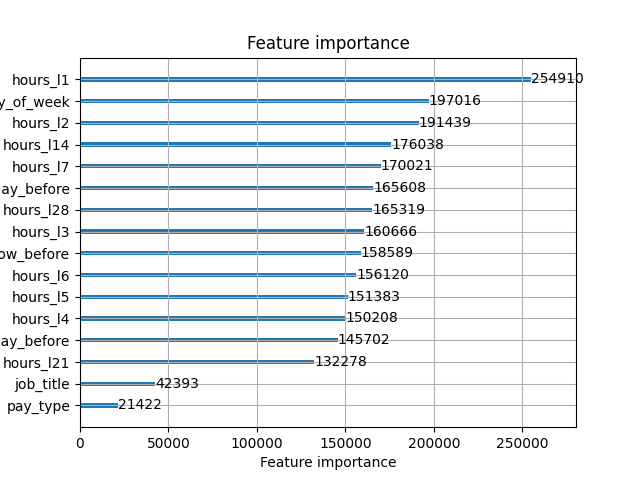 Feature importance
hours_l1 254910
y_of_week 197016
hours_l2 191439
hours_l14 176038
hours_l7 170021
ay_before 165608
hours_l28 165319
hours_l3 160666
ow_before 158589
hours_l6 156120
hours_l5 151383
hours_l4 150208
ay_before 145702
hours_l21 132278
job_title 42393
pay_type 21422
0 50000 100000 150000 200000 250000
Feature importance